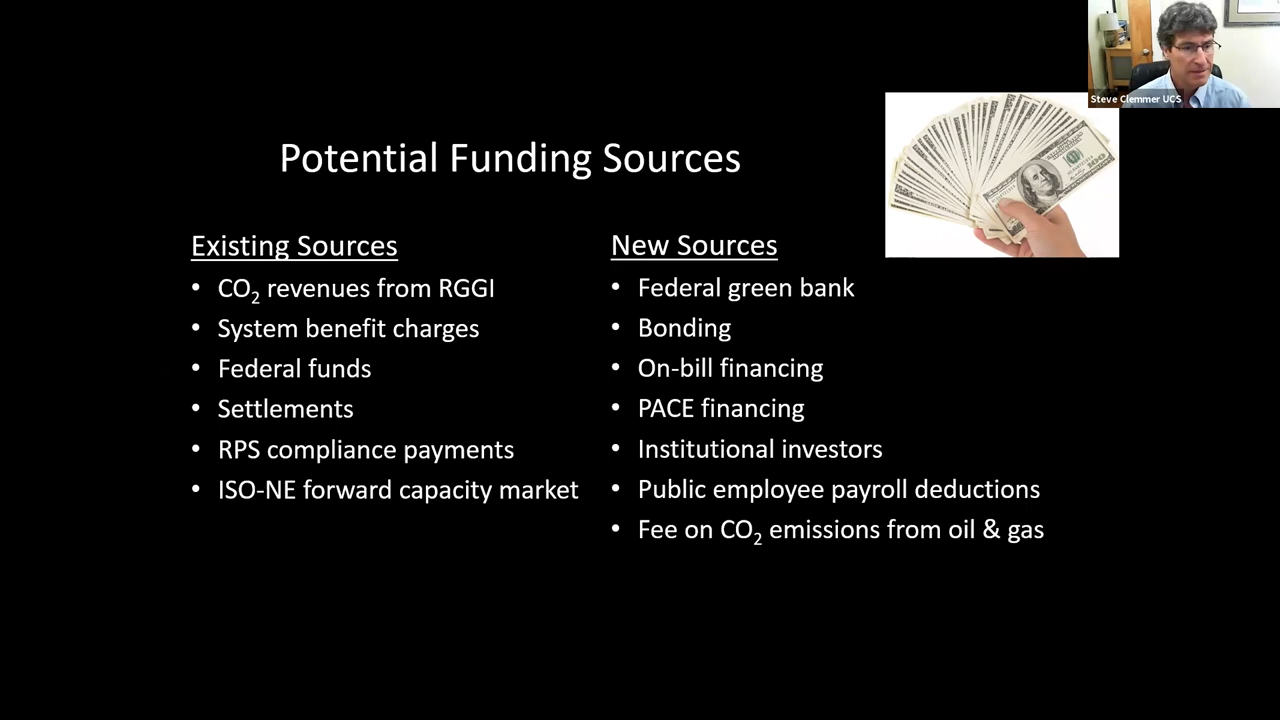 Steve Clemmer UCS
Potential Funding Sources
Existing Sources
• CO₂ revenues from RGGI
• System benefit charges
• Federal funds
• Settlements
• RPS compliance payments
• ISO-NE forward capacity market
New Sources
• Federal green bank
• Bonding
• On-bill financing
• PACE financing
• Institutional investors
• Public employee payroll deductions
• Fee on CO₂ emissions from oil & gas
100